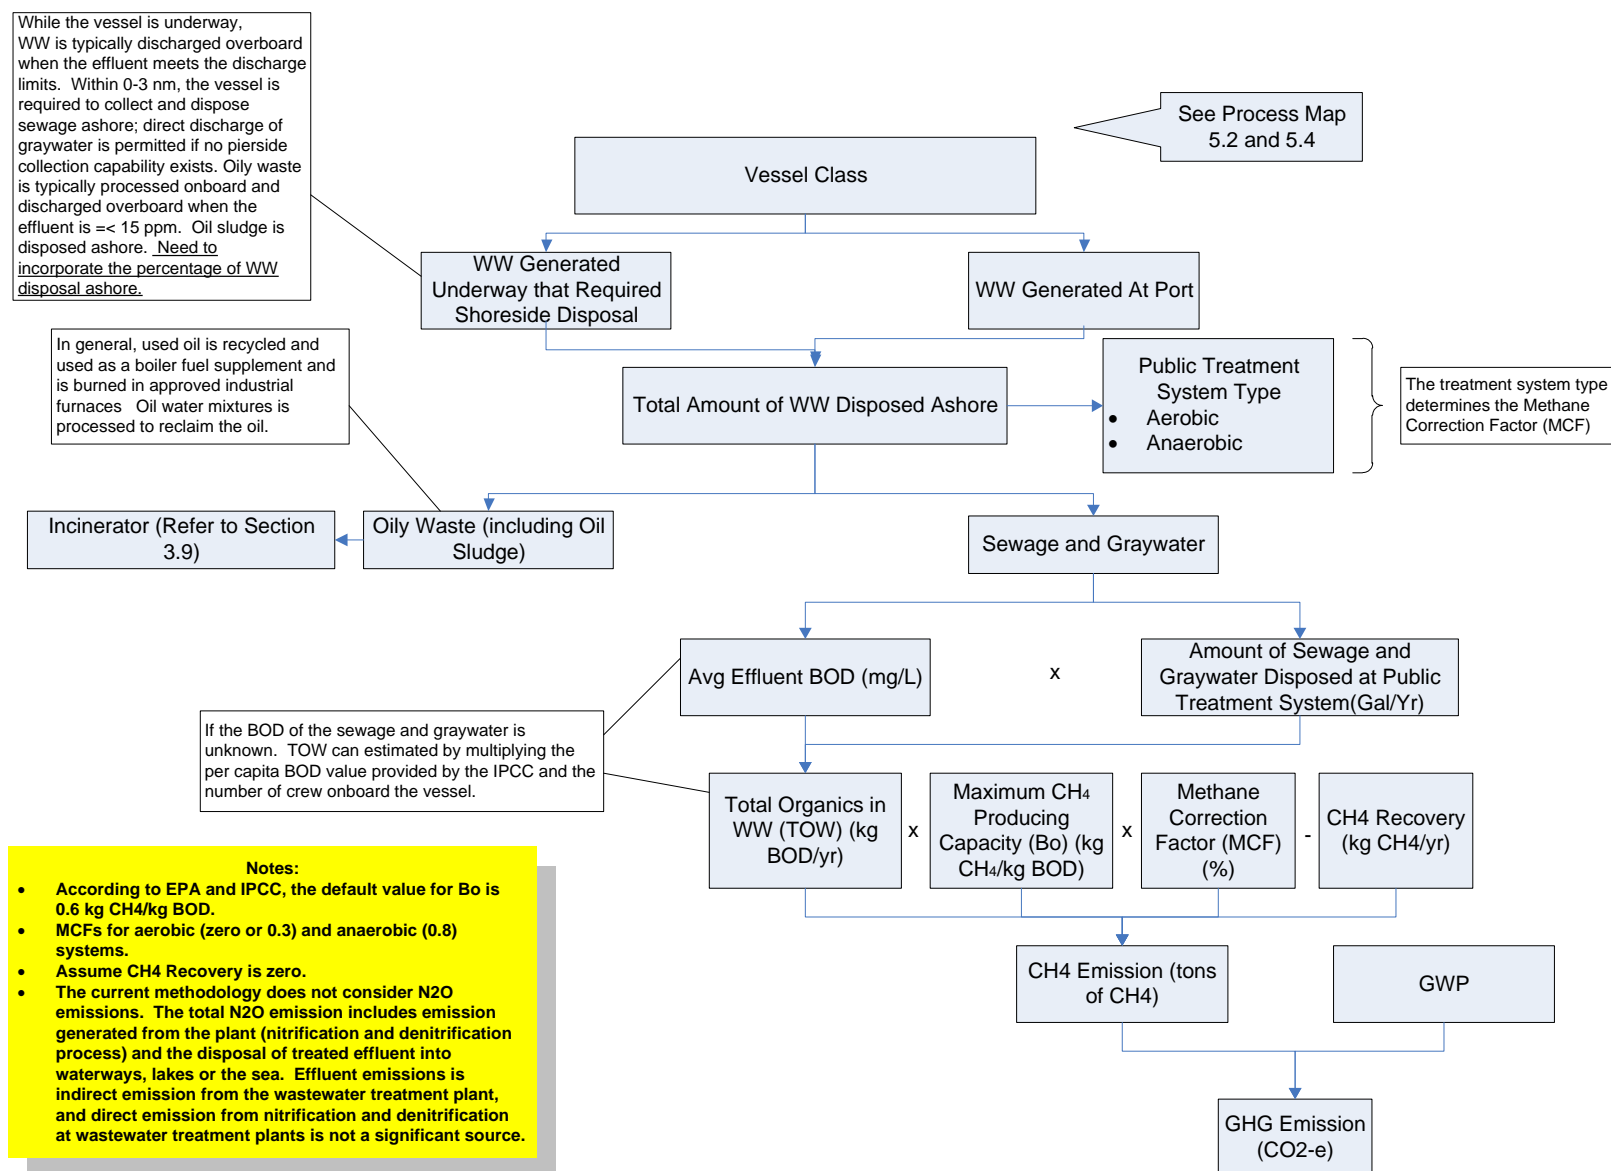 While the vessel is underway,
WW is typically discharged overboard
when the effluent meets the discharge
limits.  Within 0-3 nm, the vessel is
required to collect and dispose
sewage ashore; direct discharge of
graywater is permitted if no pierside
collection capability exists. Oily waste
is typically processed onboard and
discharged overboard when the
effluent is =< 15 ppm.  Oil sludge is
disposed ashore.  Need to
incorporate the percentage of WW
disposal ashore.
See Process Map
5.2 and 5.4
Vessel Class
WW Generated
Underway that Required
Shoreside Disposal
WW Generated At Port
In general, used oil is recycled and
used as a boiler fuel supplement and
is burned in approved industrial
furnaces   Oil water mixtures is
processed to reclaim the oil.
Total Amount of WW Disposed Ashore
Public Treatment
System Type
• Aerobic
• Anaerobic
The treatment system type
determines the Methane
Correction Factor (MCF)
Incinerator (Refer to Section
3.9)
Oily Waste (including Oil
Sludge)
Sewage and Graywater
Avg Effluent BOD (mg/L)
x
Amount of Sewage and
Graywater Disposed at Public
Treatment System(Gal/Yr)
If the BOD of the sewage and graywater is
unknown.  TOW can estimated by multiplying the
per capita BOD value provided by the IPCC and the
number of crew onboard the vessel.
Total Organics in
WW (TOW) (kg
BOD/yr)
x
Maximum CH4
Producing
Capacity (Bo) (kg
CH4/kg BOD)
x
Methane
Correction
Factor (MCF)
(%)
-
CH4 Recovery
(kg CH4/yr)
Notes:
• According to EPA and IPCC, the default value for Bo is
0.6 kg CH4/kg BOD.
• MCFs for aerobic (zero or 0.3) and anaerobic (0.8)
systems.
• Assume CH4 Recovery is zero.
• The current methodology does not consider N2O
emissions.  The total N2O emission includes emission
generated from the plant (nitrification and denitrification
process) and the disposal of treated effluent into
waterways, lakes or the sea.  Effluent emissions is
indirect emission from the wastewater treatment plant,
and direct emission from nitrification and denitrification
at wastewater treatment plants is not a significant source.
CH4 Emission (tons
of CH4)
GWP
GHG Emission
(CO2-e)